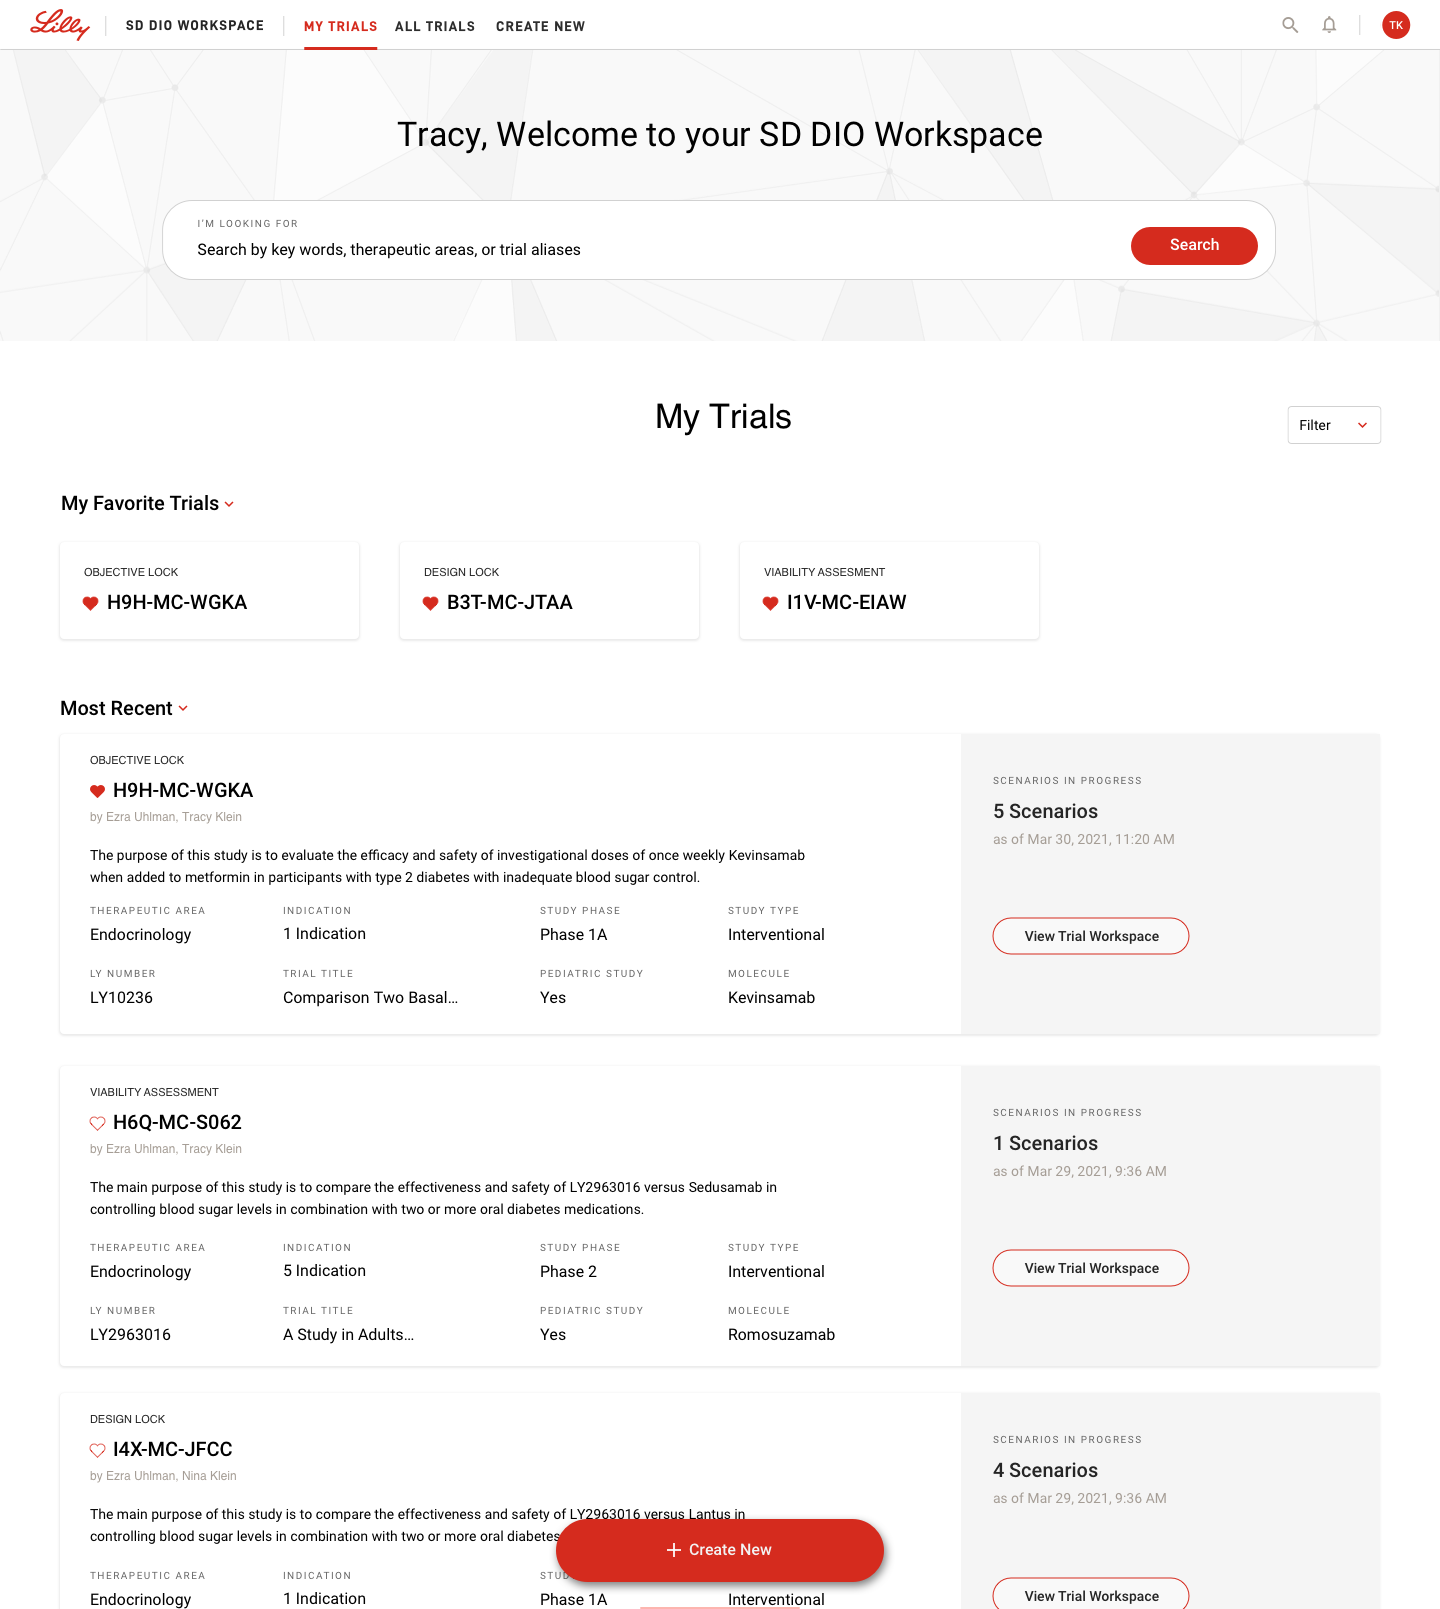 Lilly
SD DIO WORKSPACE
MY TRIALS
ALL TRIALS
CREATE NEW
TK
Tracy, Welcome to your SD DIO Workspace
I'M LOOKING FOR
Search by key words, therapeutic areas, or trial aliases
Search
My Trials
Filter
My Favorite Trials
OBJECTIVE LOCK
H9H-MC-WGKA
DESIGN LOCK
B3T-MC-JTAA
VIABILITY ASSESMENT
I1V-MC-EIAW
Most Recent
OBJECTIVE LOCK
H9H-MC-WGKA
by Ezra Uhlman, Tracy Klein
The purpose of this study is to evaluate the efficacy and safety of investigational doses of once weekly Kevinsamab
when added to metformin in participants with type 2 diabetes with inadequate blood sugar control.
THERAPEUTIC AREA
Endocrinology
INDICATION
1 Indication
STUDY PHASE
Phase 1A
STUDY TYPE
Interventional
LY NUMBER
LY10236
TRIAL TITLE
Comparison Two Basal...
PEDIATRIC STUDY
Yes
MOLECULE
Kevinsamab
SCENARIOS IN PROGRESS
5 Scenarios
as of Mar 30, 2021, 11:20 AM
View Trial Workspace
VIABILITY ASSESSMENT
H6Q-MC-S062
by Ezra Uhlman, Tracy Klein
The main purpose of this study is to compare the effectiveness and safety of LY2963016 versus Sedusamab in
controlling blood sugar levels in combination with two or more oral diabetes medications.
THERAPEUTIC AREA
Endocrinology
INDICATION
5 Indication
STUDY PHASE
Phase 2
STUDY TYPE
Interventional
LY NUMBER
LY2963016
TRIAL TITLE
A Study in Adults...
PEDIATRIC STUDY
Yes
MOLECULE
Romosuzamab
SCENARIOS IN PROGRESS
1 Scenarios
as of Mar 29, 2021, 9:36 AM
View Trial Workspace
DESIGN LOCK
I4X-MC-JFCC
by Ezra Uhlman, Nina Klein
The main purpose of this study is to compare the effectiveness and safety of LY2963016 versus Lantus in
controlling blood sugar levels in combination with two or more oral diabetes
THERAPEUTIC AREA
Endocrinology
INDICATION
1 Indication
STUD
Phase 1A
Interventional
SCENARIOS IN PROGRESS
4 Scenarios
as of Mar 29, 2021, 9:36 AM
View Trial Workspace
+ Create New